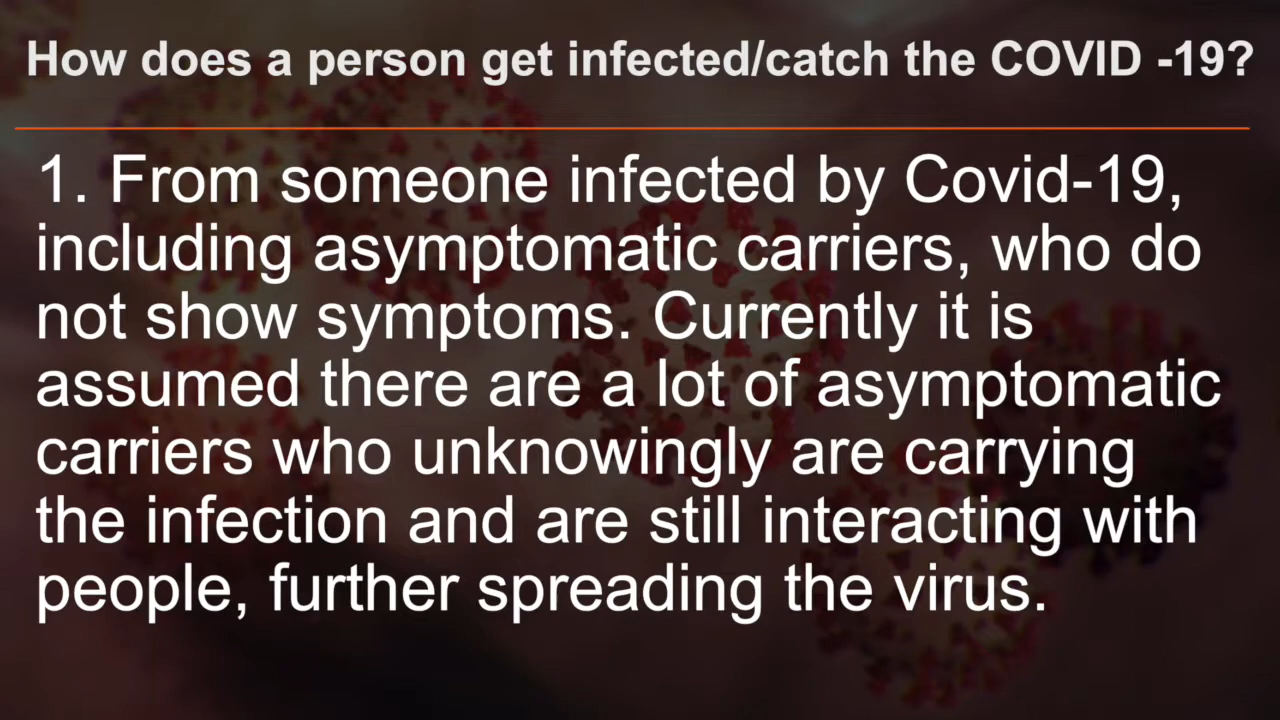 How does a person get infected/catch the COVID -19?
1. From someone infected by Covid-19,
including asymptomatic carriers, who do
not show symptoms. Currently it is
assumed there are a lot of asymptomatic
carriers who unknowingly are carrying
the infection and are still interacting with
people, further spreading the virus.